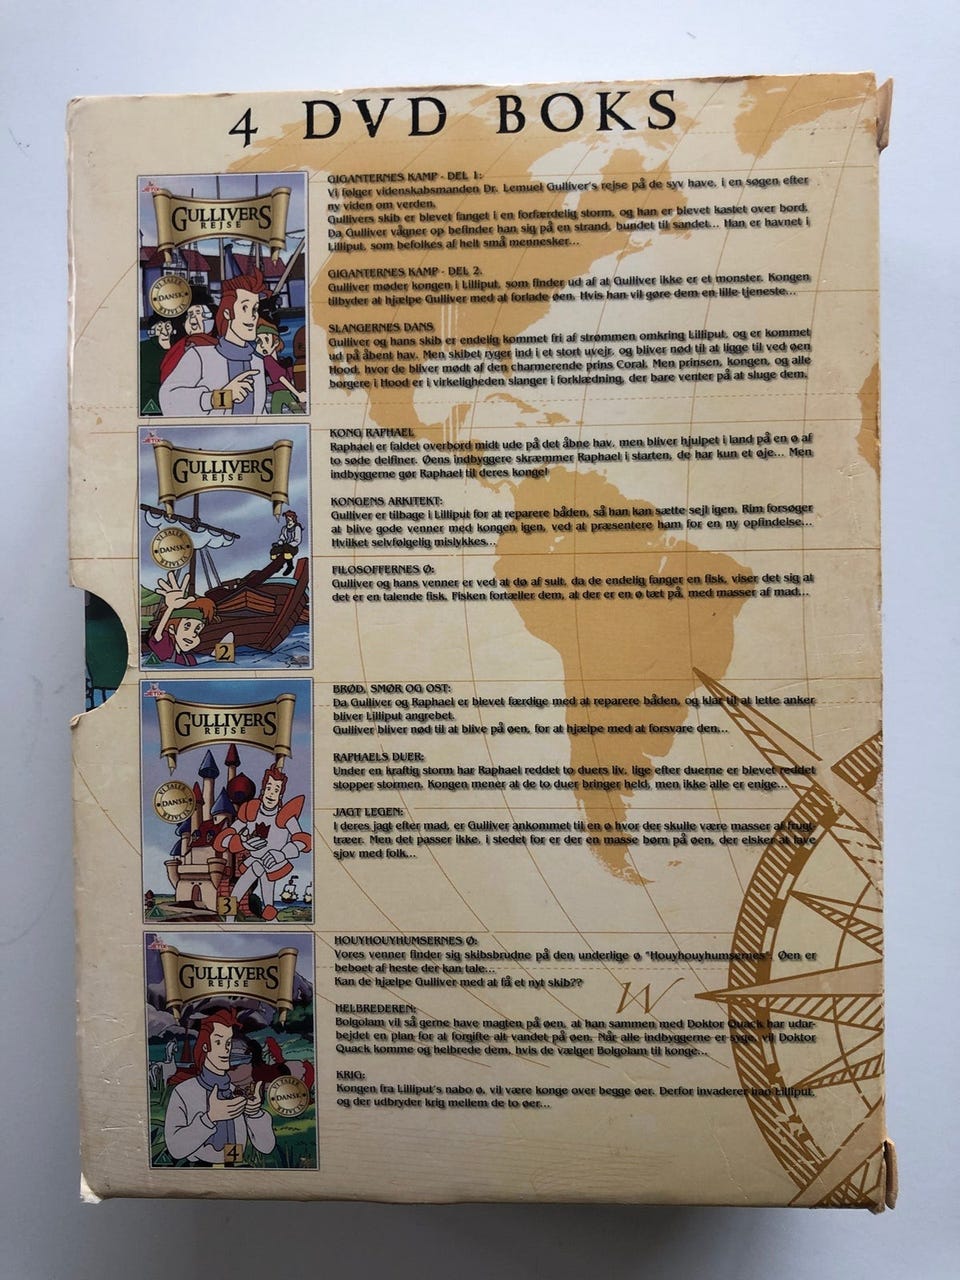 4 DVD BOKS
JETIX
GULLIVERS
REJSE
VI TALER
DANSK
1
GIGANTERNES KAMP - DEL 1:
Vi følger videnskabsmanden Dr. Lemuel Gulliver's rejse på de syv have, i en søgen efter
ny viden om verden.
Gullivers skib er blevet fanget i en forfærdelig storm, og han er blevet kastet over bord.
Da Gulliver vågner op befinder han sig på en strand, bundet til sandet... Han er havnet i
Lilliput, som befolkes af helt små mennesker...
GIGANTERNES KAMP - DEL 2.
Gulliver møder kongen i Lilliput, som finder ud af at Gulliver ikke er et monster. Kongen
tilbyder at hjælpe Gulliver med at forlade øen. Hvis han vil gøre dem en lille tjeneste...
SLANGERNES DANS
Gulliver og hans skib er endelig kommet fri af strømmen omkring Lilliput, og er kommet
ud på åbent hav. Men skibet ryger ind i et stort uvejr, og bliver nød til at ligge til ved øen
Hood, hvor de bliver mødt af den charmerende prins Coral. Men prinsen, kongen, og alle
borgere i Hood er i virkeligheden slanger i forklædning, der bare venter på at sluge dem.
JETIX
GULLIVERS
REJSE
VI TALER
DANSK
2
KONG RAPHAEL
Raphael er faldet overbord midt ude på det åbne hav, men bliver hjulpet i land på en ø af
to søde delfiner. Øens indbyggere skræmmer Raphael i starten, de har kun et øje... Men
indbyggerne gør Raphael til deres konge!
KONGENS ARKITEKT:
Gulliver er tilbage i Lilliput for at reparere båden, så han kan sætte sejl igen. Rim forsøger
at blive gode venner med kongen igen, ved at præsentere ham for en ny opfindelse...
Hvilket selvfølgelig mislykkes...
FILOSOFFERNES Ø:
Gulliver og hans venner er ved at dø af sult, da de endelig fanger en fisk, viser det sig at
det er en talende fisk. Fisken fortæller dem, at der er en ø tæt på, med masser af mad...
JETIX
GULLIVERS
REJSE
VI TALER
DANSK
3
BRØD, SMØR OG OST:
Da Gulliver og Raphael er blevet færdige med at reparere båden, og klar til at lette anker
bliver Lilliput angrebet.
Gulliver bliver nød til at blive på øen, for at hjælpe med at forsvare den...
RAPHAELS DUER:
Under en kraftig storm har Raphael reddet to duers liv, lige efter duerne er blevet reddet
stopper stormen. Kongen mener at de to duer bringer held, men ikke alle er enige...
JAGT LEGEN:
I deres jagt efter mad, er Gulliver ankommet til en ø hvor der skulle være masser af frugt
træer. Men det passer ikke, i stedet for er der en masse børn på øen, der elsker at lave
sjov med folk...
JETIX
GULLIVERS
REJSE
VI TALER
DANSK
4
HOUYHOUYHUMSERNES Ø:
Vores venner finder sig skibsbrudne på den underlige ø "Houyhouyhumsernes". Øen er
beboet af heste der kan tale...
Kan de hjælpe Gulliver med at få et nyt skib??
W
HELBREDEREN:
Bolgolam vil så gerne have magten på øen, at han sammen med Doktor Quack har udar-
bejdet en plan for at forgifte alt vandet på øen. Når alle indbyggerne er syge, vil Doktor
Quack komme og helbrede dem, hvis de vælger Bolgolam til konge...
KRIG:
Kongen fra Lilliput's nabo ø, vil være konge over begge øer. Derfor invaderer han Lilliput,
og der udbryder krig mellem de to øer...